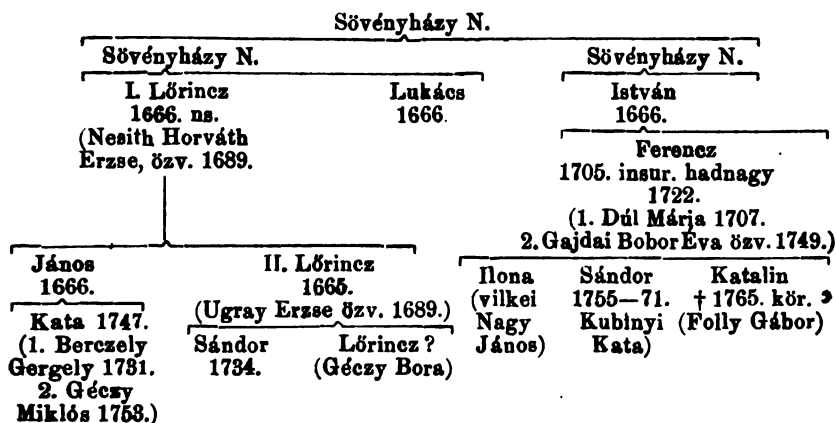 Sövényházy N.
Sövényházy N. Sövényházy N.
I. Lőrincz Lukács István
1666. ns. 1666. 1666.
(Nesith Horváth
Erzse, özv. 1689.
Ferencz
1705. insur. hadnagy
1722.
(1. Dúl Márja 1707.
2. Gajdai Bobor Éva özv. 1749.)
János II. Lőrincz
1666. 1665.
(Ugray Erzse özv. 1689.)
Ilona Sándor Katalin
(vilkei 1755—71. † 1765. kör.
Nagy Kubinyi (Folly Gábor)
János) Kata)
Kata 1747.
(1. Berczely Sándor Lőrincz ?
Gergely 1731. 1734. (Géczy Bora)
2. Géczy
Miklós 1753.)